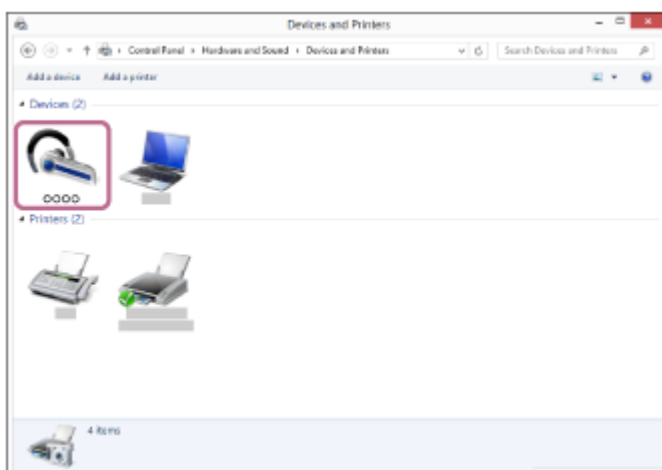 Devices and Printers
Control Panel › Hardware and Sound › Devices and Printers
Search Devices and Printers
Add a device Add a printer
Devices (2)
oooo
Printers (2)
4 items